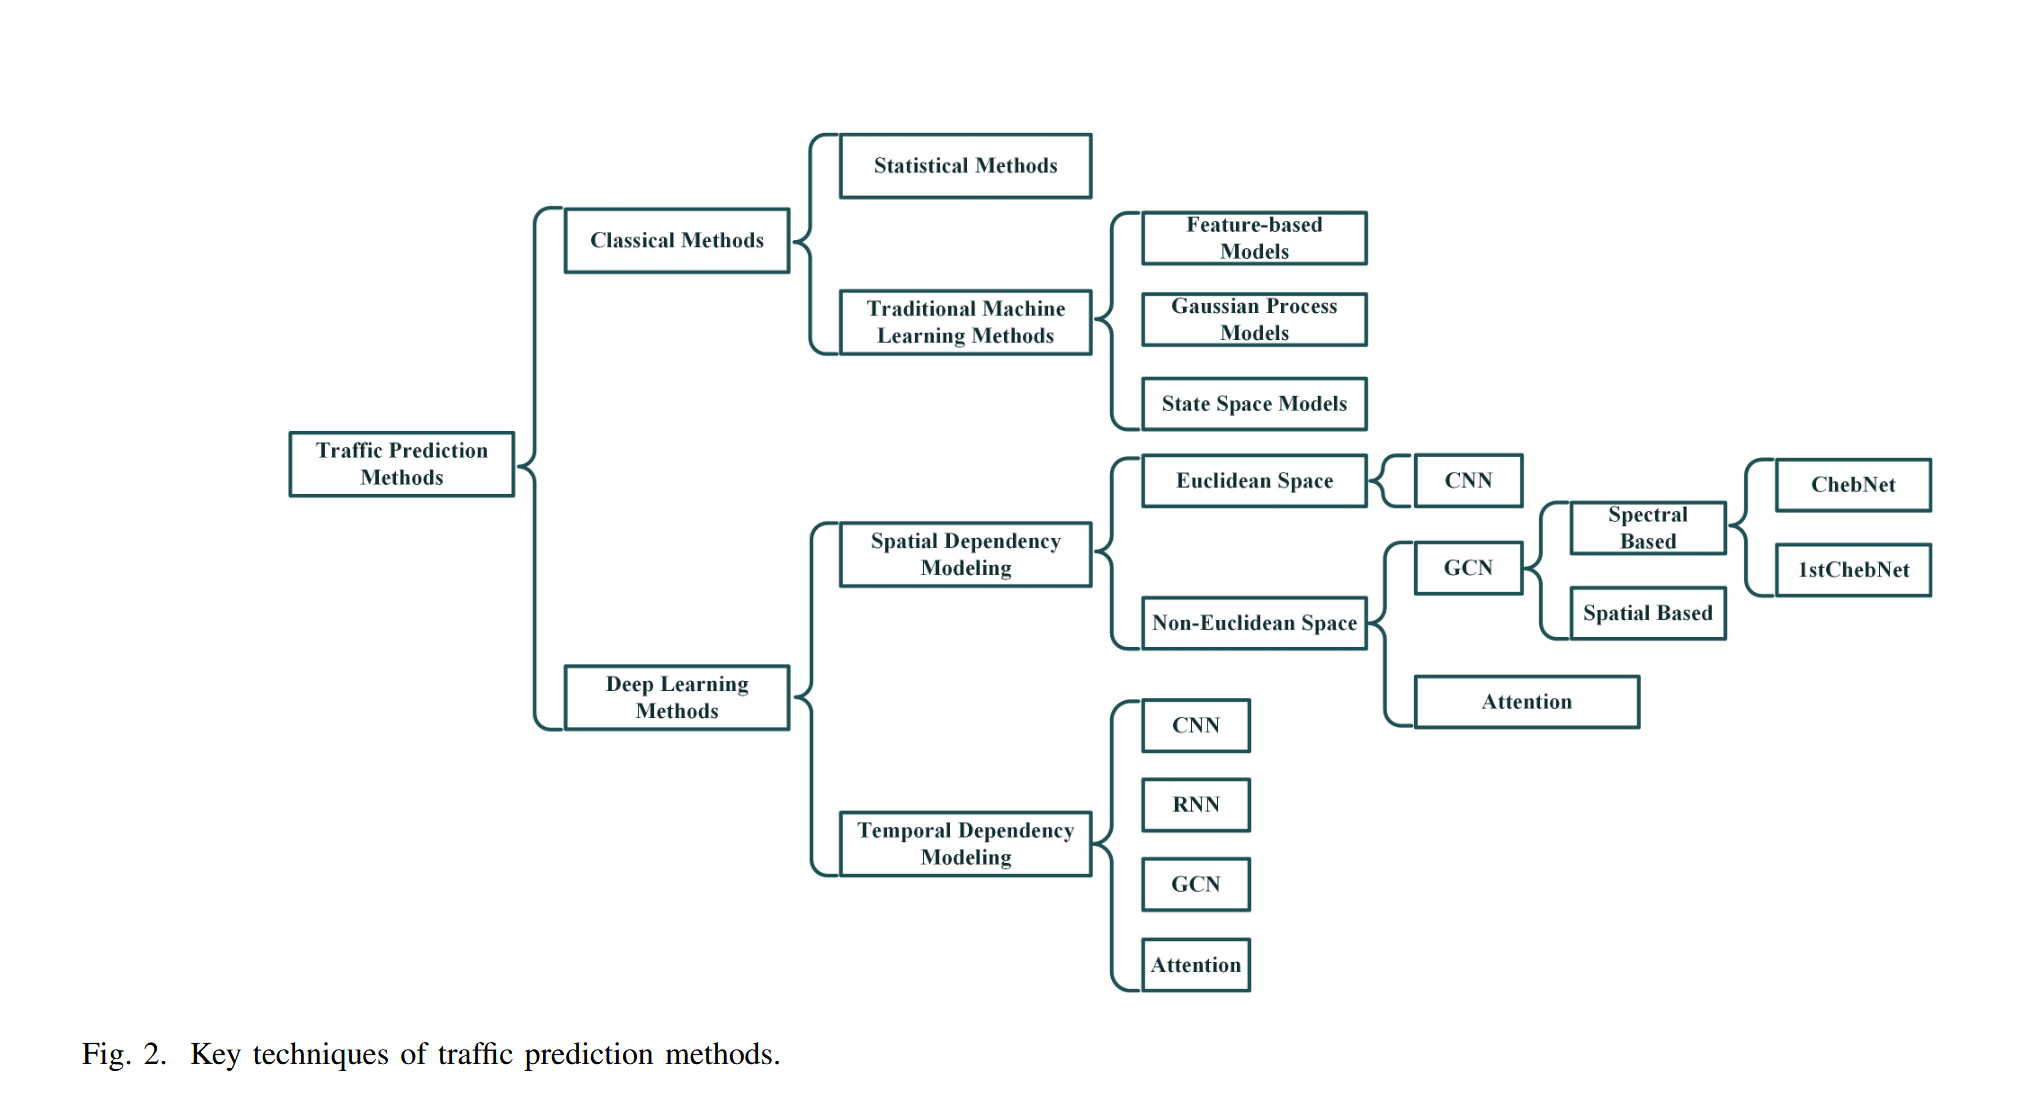 Statistical Methods
Classical Methods
Feature-based
Models
Traditional Machine
Learning Methods
Gaussian Process
Models
State Space Models
Traffic Prediction
Methods
Euclidean Space
CNN
ChebNet
Spectral
Based
Spatial Dependency
Modeling
GCN
1stChebNet
Non-Euclidean Space
Spatial Based
Deep Learning
Methods
Attention
CNN
RNN
Temporal Dependency
Modeling
GCN
Attention
Fig. 2. Key techniques of traffic prediction methods.